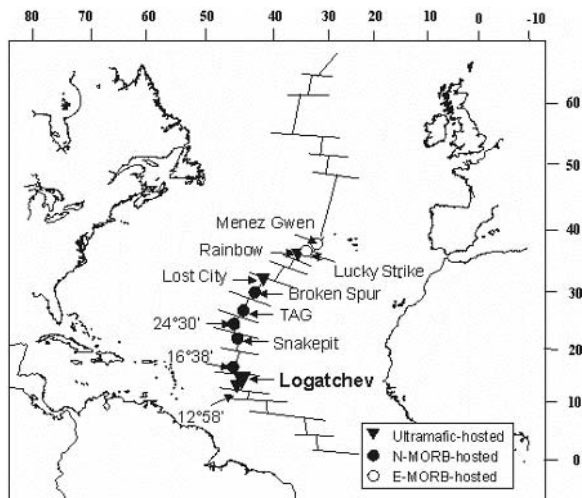 80 70 60 50 40 30 20 10 0 -10
60
50
40
30
20
10
0
Menez Gwen
Rainbow
Lucky Strike
Lost City
Broken Spur
TAG
24°30'
Snakepit
16°38'
Logatchev
12°58'
Ultramafic-hosted
N-MORB-hosted
E-MORB-hosted